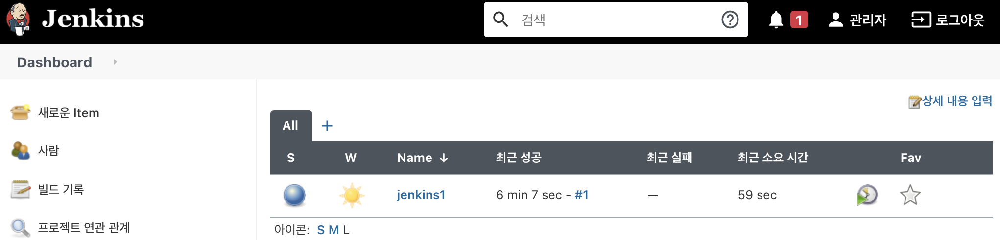 Jenkins
검색
1
관리자
로그아웃
Dashboard
새로운 Item
사람
빌드 기록
프로젝트 연관 관계
상세 내용 입력
All +
S W Name ↓ 최근 성공 최근 실패 최근 소요 시간 Fav
jenkins1 6 min 7 sec - #1 — 59 sec
아이콘: S M L